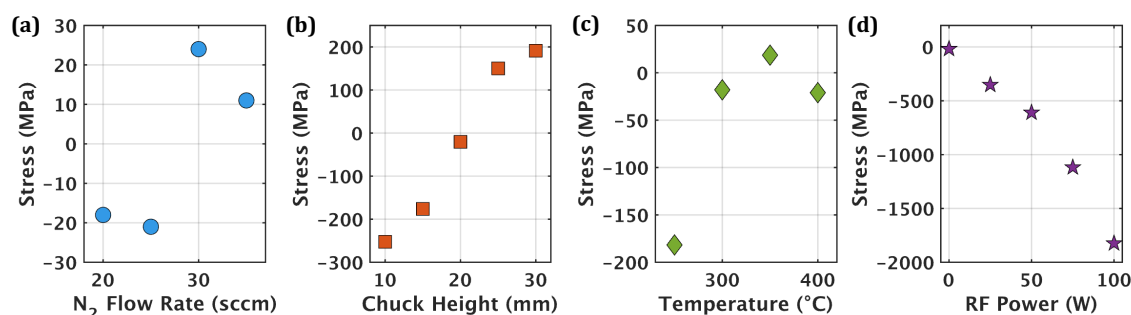 (a)
30
20
10
0
−10
−20
−30
Stress (MPa)
20
30
N₂ Flow Rate (sccm)
(b)
200
100
0
−100
−200
−300
Stress (MPa)
10
20
30
Chuck Height (mm)
(c)
50
0
−50
−100
−150
−200
Stress (MPa)
300
400
Temperature (°C)
(d)
0
−500
−1000
−1500
−2000
Stress (MPa)
0
50
100
RF Power (W)